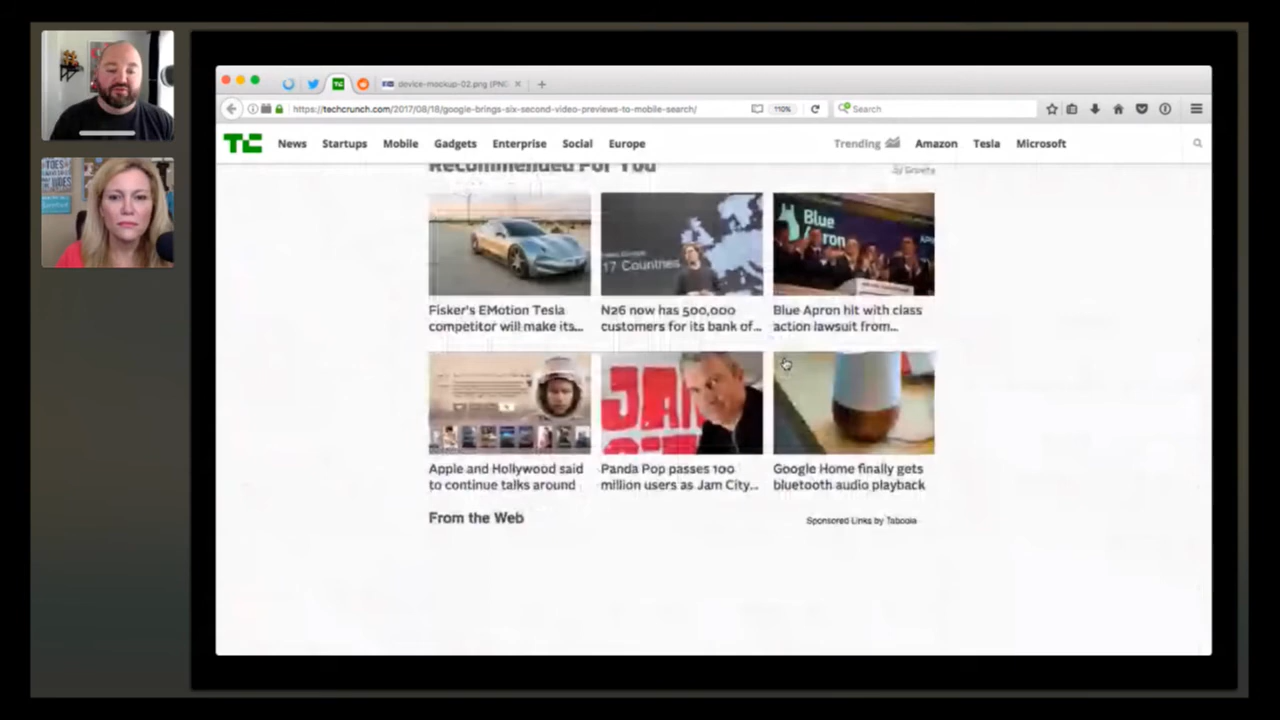 device-mockup-02.png (PNG
https://techcrunch.com/2017/08/18/google-brings-six-second-video-previews-to-mobile-search/
110%
Search
TC
News
Startups
Mobile
Gadgets
Enterprise
Social
Europe
Trending
Amazon
Tesla
Microsoft
Recommended For You
by Gravity
17 Countries
Blue
Apron
Fisker's EMotion Tesla
competitor will make its...
N26 now has 500,000
customers for its bank of...
Blue Apron hit with class
action lawsuit from...
JAM
Apple and Hollywood said
to continue talks around
Panda Pop passes 100
million users as Jam City...
Google Home finally gets
bluetooth audio playback
From the Web
Sponsored Links by Taboola